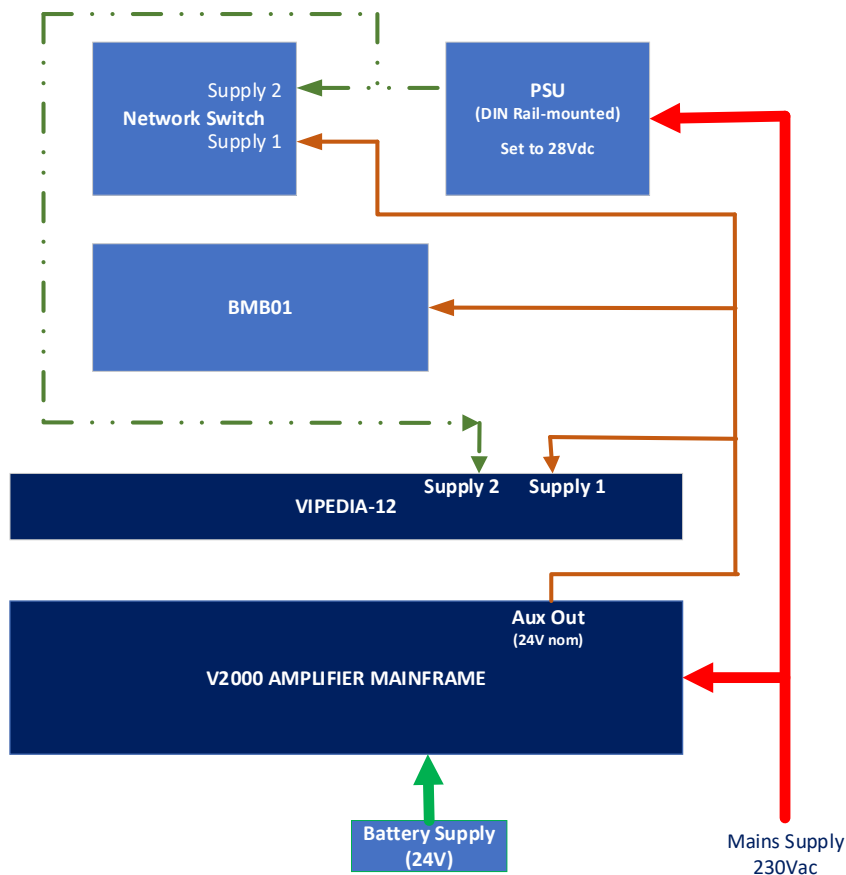 Supply 2
Network Switch
Supply 1
PSU
(DIN Rail-mounted)
Set to 28Vdc
BMB01
Supply 2
Supply 1
VIPEDIA-12
Aux Out
(24V nom)
V2000 AMPLIFIER MAINFRAME
Battery Supply
(24V)
Mains Supply
230Vac